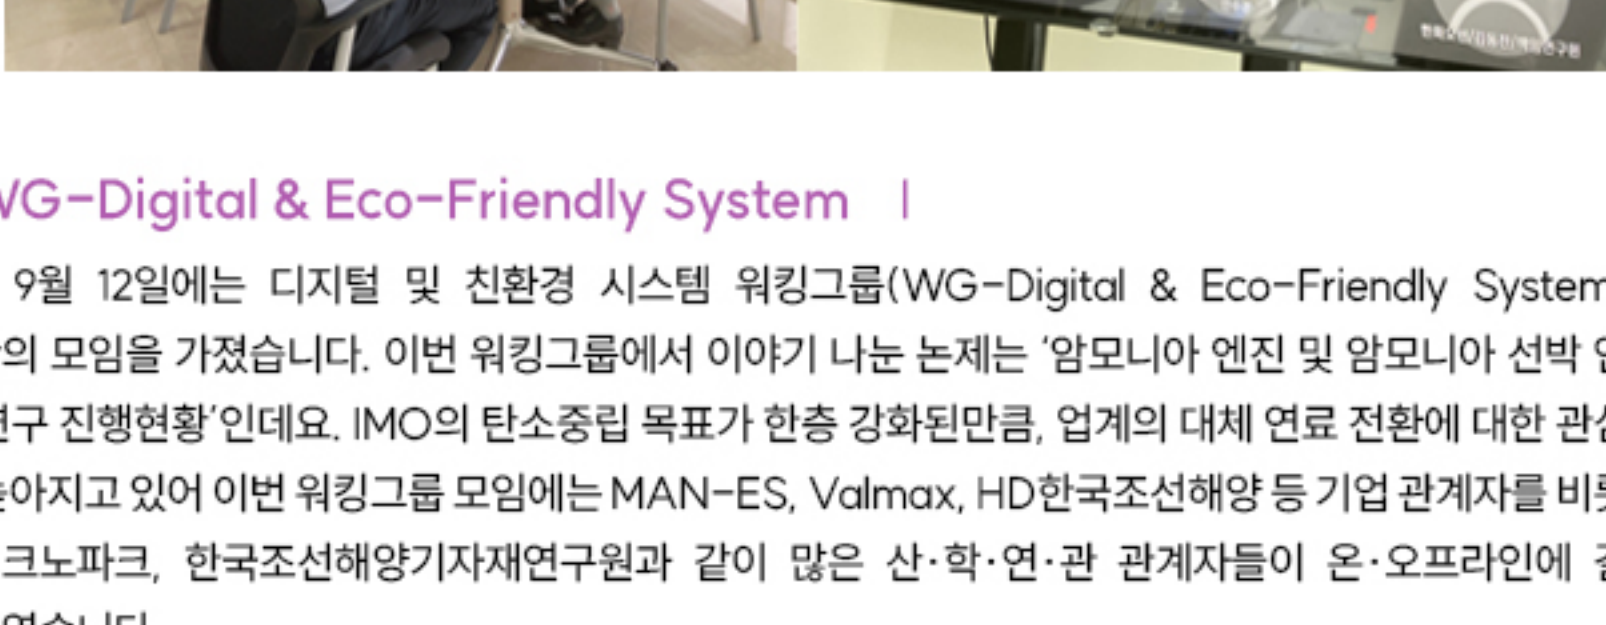 WG-Digital & Eco-Friendly System |
9월 12일에는 디지털 및 친환경 시스템 워킹그룹(WG-Digital & Eco-Friendly System
의 모임을 가졌습니다. 이번 워킹그룹에서 이야기 나눈 논제는 '암모니아 엔진 및 암모니아 선박
연구 진행현황'인데요. IMO의 탄소중립 목표가 한층 강화된만큼, 업계의 대체 연료 전환에 대한
높아지고 있어 이번 워킹그룹 모임에는 MAN-ES, Valmax, HD한국조선해양 등 기업 관계자를
크노파크, 한국조선해양기자재연구원과 같이 많은 산·학·연·관 관계자들이 온·오프라인에